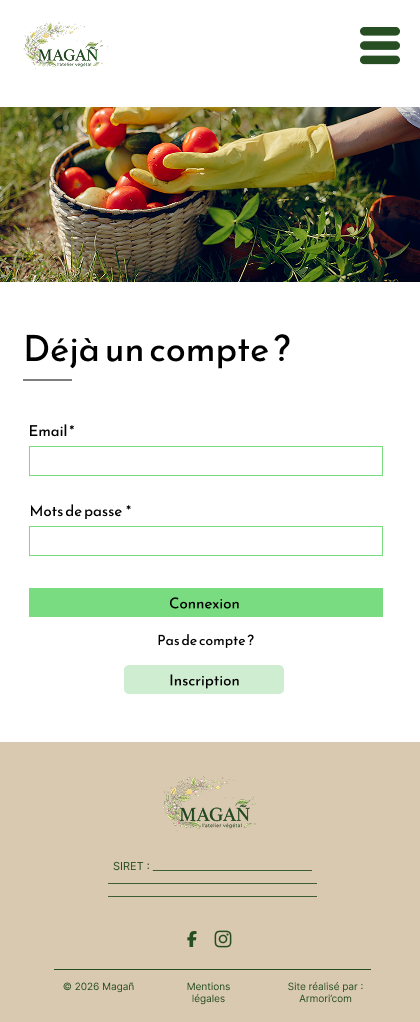 MAGAÑ
l'atelier végétal
Déjà un compte ?
Email *
Mots de passe *
Connexion
Pas de compte ?
Inscription
MAGAÑ
l'atelier végétal
SIRET :
© 2026 Magañ
Mentions
légales
Site réalisé par :
Armori'com